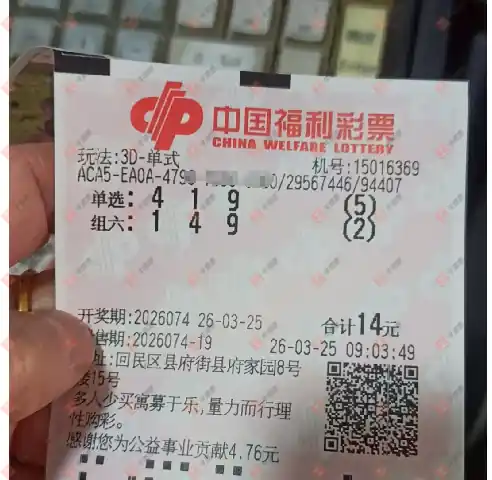 中国福利彩票
CHINA WELFARE LOTTERY
玩法:3D-单式 机号:15016369
ACA5-EA0A-479 0/29567446/94407
单选: 4 1 9 (5)
组六: 1 4 9 (2)
开奖期:2026074 26-03-25 合计14元
售期:2026074-19 26-03-25 09:03:49
址:回民区县府街县府家园8号
楼15号
多人少买寓募于乐,量力而行理
性购彩。
感谢您为公益事业贡献4.76元